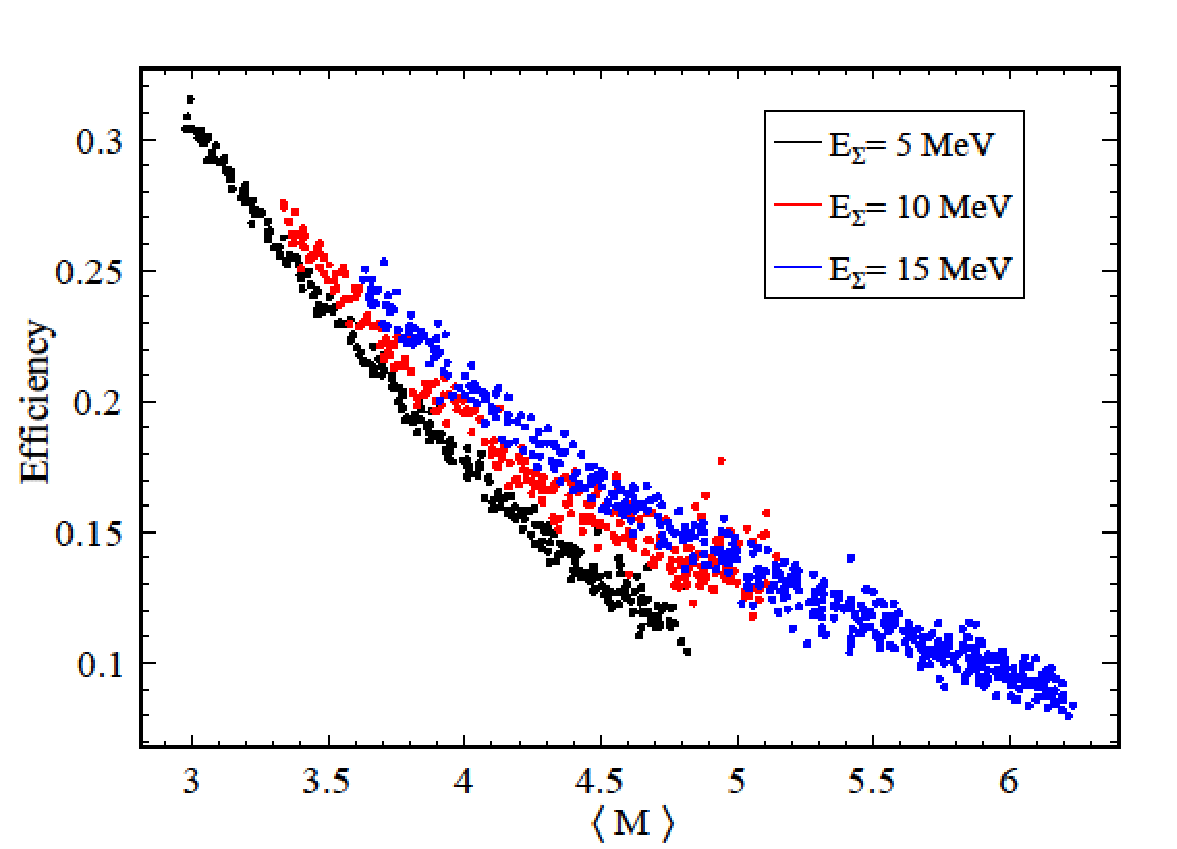 E_Σ= 5 MeV
E_Σ= 10 MeV
E_Σ= 15 MeV
Efficiency
0.3
0.25
0.2
0.15
0.1
3 3.5 4 4.5 5 5.5 6
⟨ M ⟩